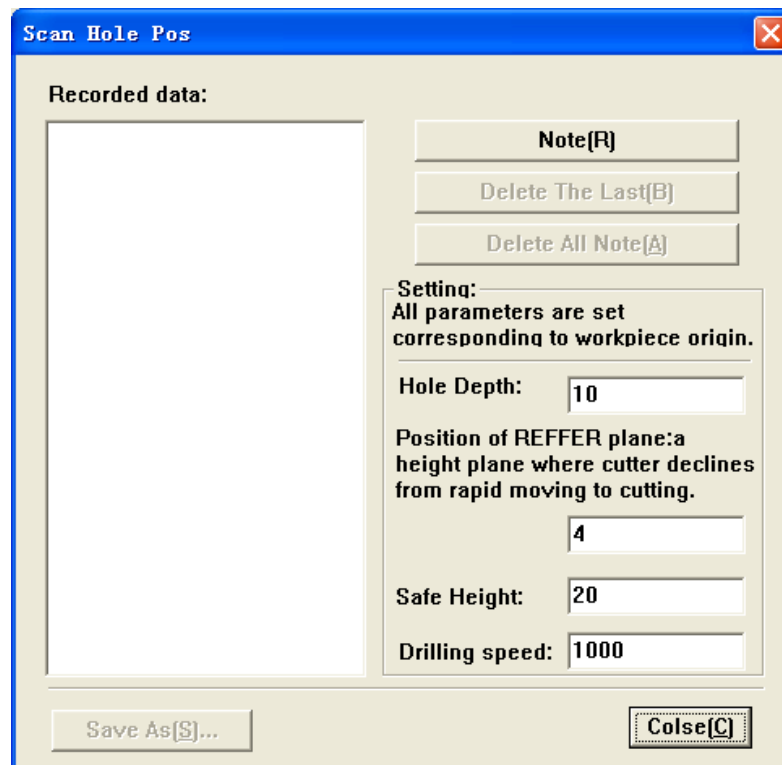 Scan Hole Pos
Recorded data:
Note(R)
Delete The Last(B)
Delete All Note(A)
Setting:
All parameters are set
corresponding to workpiece origin.
Hole Depth: 10
Position of REFFER plane:a
height plane where cutter declines
from rapid moving to cutting.
4
Safe Height: 20
Drilling speed: 1000
Save As(S)...
Colse(C)